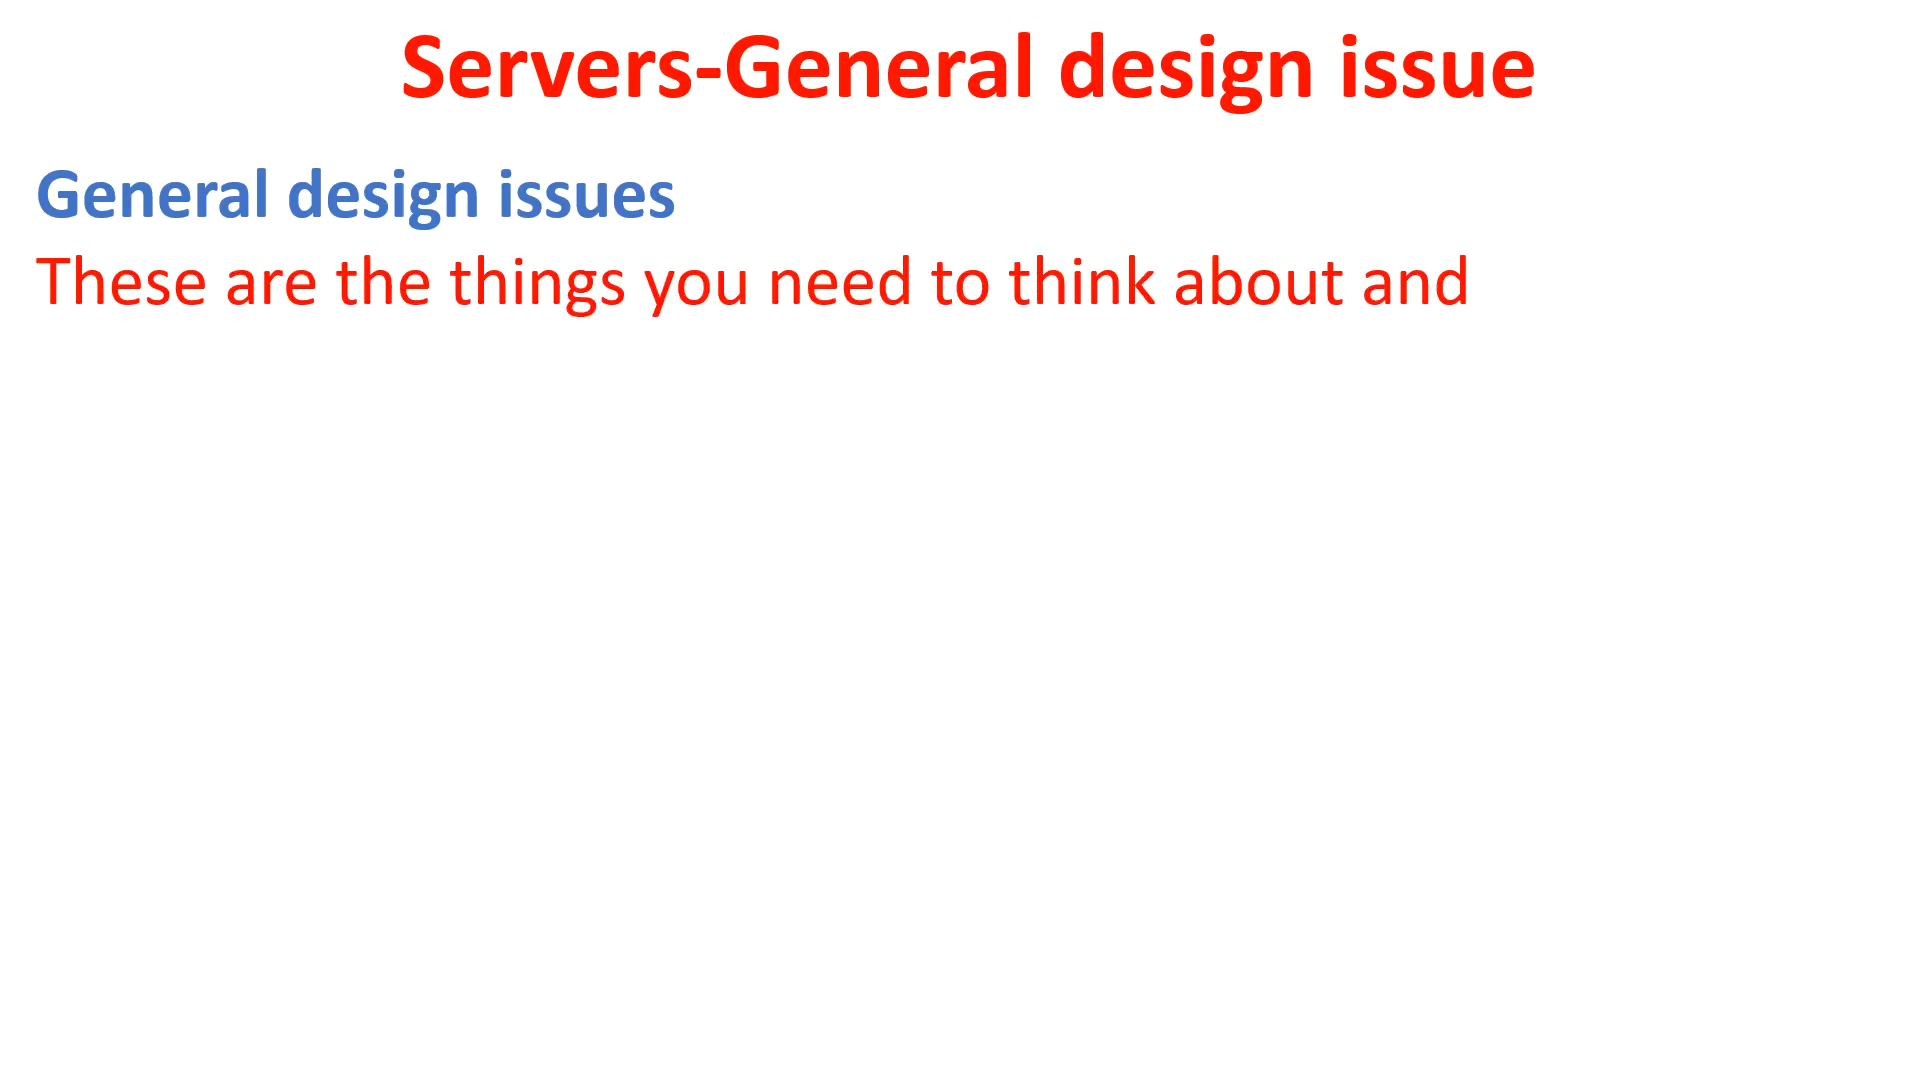 Servers-General design issue
General design issues
These are the things you need to think about and